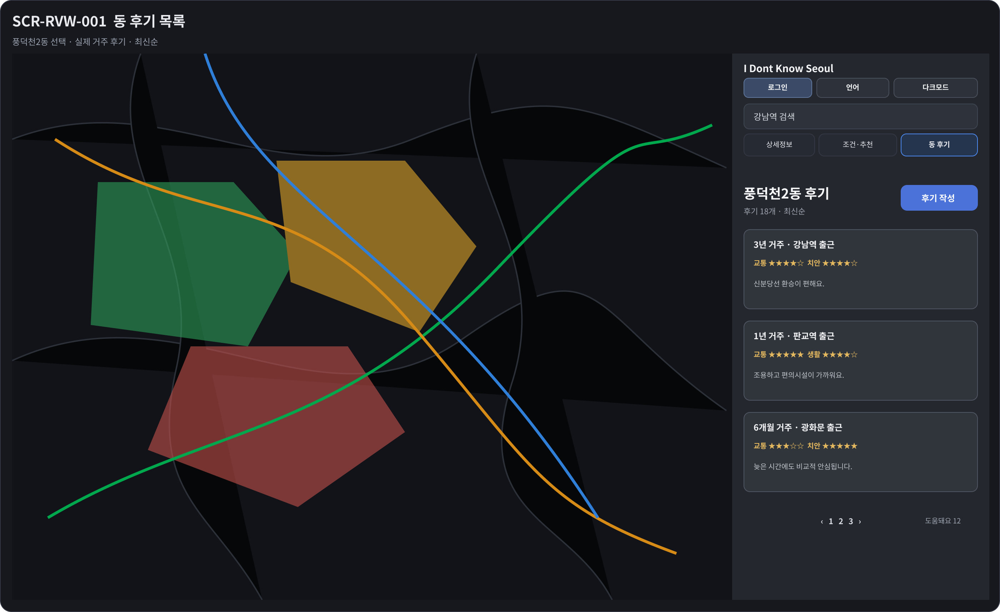 SCR-RVW-001 동 후기 목록
풍덕천2동 선택 · 실제 거주 후기 · 최신순
I Dont Know Seoul
로그인 언어 다크모드
강남역 검색
상세정보 조건·추천 동 후기
풍덕천2동 후기
후기 작성
후기 18개 · 최신순
3년 거주 · 강남역 출근
교통 ★★★★☆ 치안 ★★★★☆
신분당선 환승이 편해요.
1년 거주 · 판교역 출근
교통 ★★★★★ 생활 ★★★★☆
조용하고 편의시설이 가까워요.
6개월 거주 · 광화문 출근
교통 ★★★☆☆ 치안 ★★★★★
늦은 시간에도 비교적 안심됩니다.
‹ 1 2 3 › 도움돼요 12